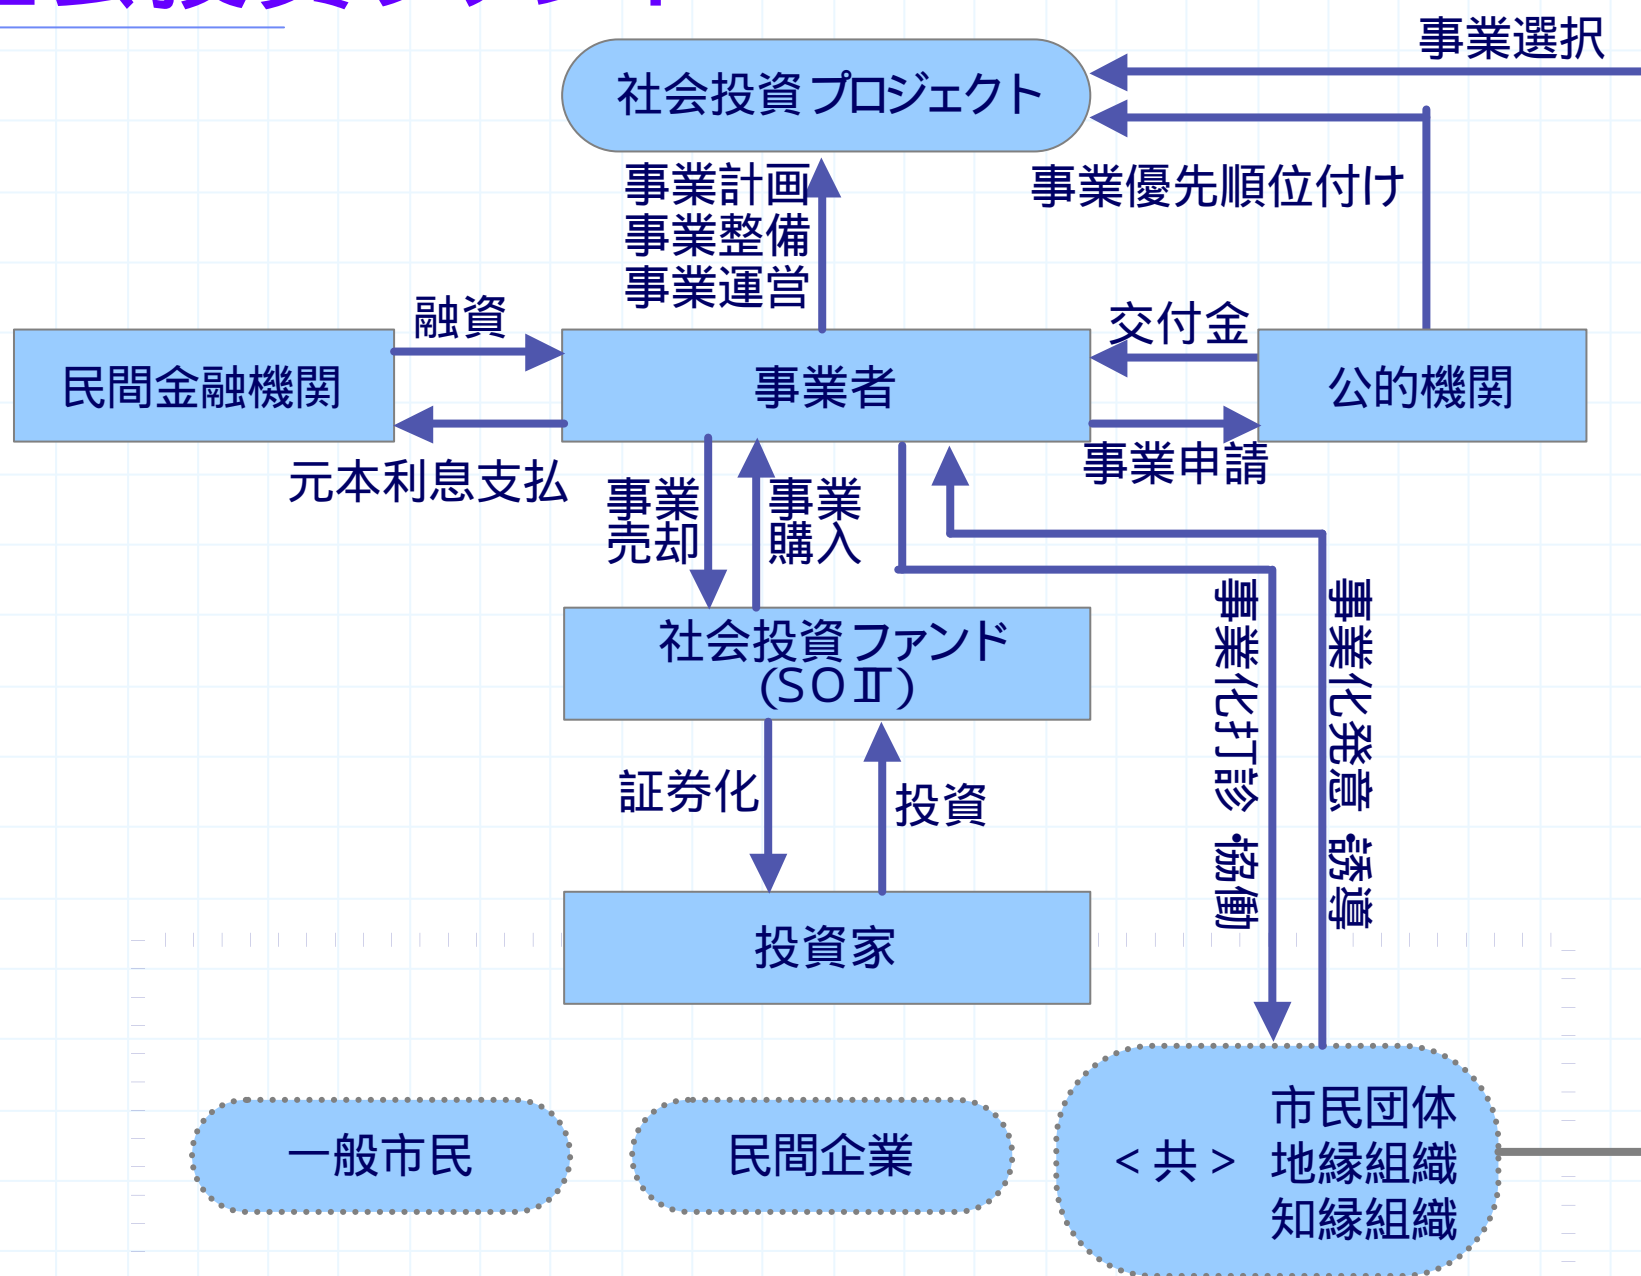 事業選択
社会投資プロジェクト
事業計画
事業整備
事業運営
事業優先順位付け
融資
交付金
民間金融機関
事業者
公的機関
元本利息支払
事業申請
事業
売却
事業
購入
社会投資ファンド
(SOⅡ)
事業化打診・協働
事業化発意・誘導
証券化
投資
投資家
一般市民
民間企業
<共>
市民団体
地縁組織
知縁組織